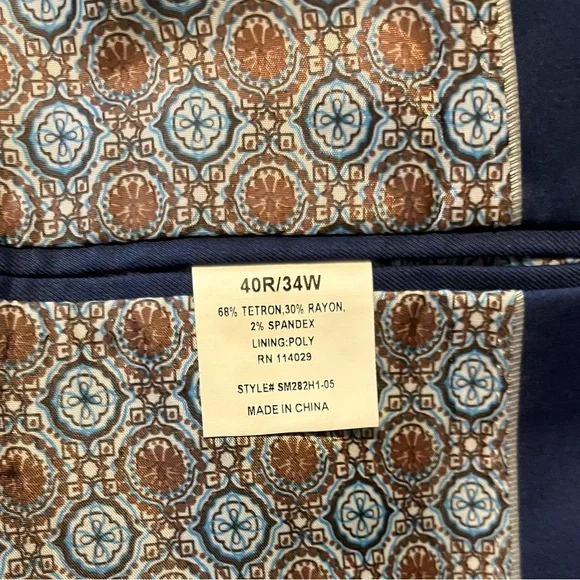 40R/34W
68% TETRON,30% RAYON,
2% SPANDEX
LINING:POLY
RN 114029
STYLE# SM282H1-05
MADE IN CHINA